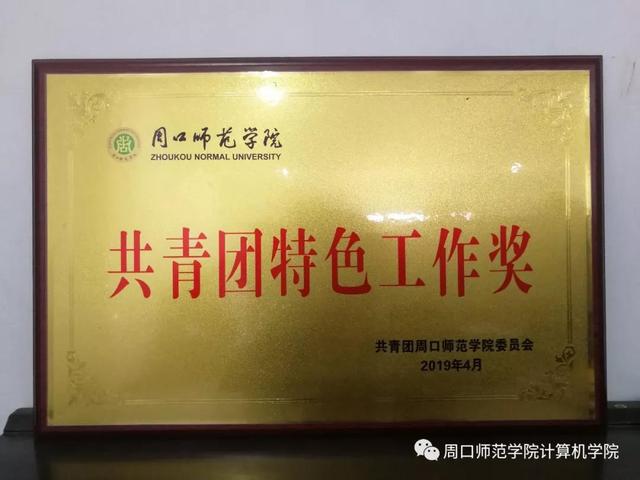 周口师范学院
ZHOUKOU NORMAL UNIVERSITY
共青团特色工作奖
共青团周口师范学院委员会
2019年4月
周口师范学院计算机学院